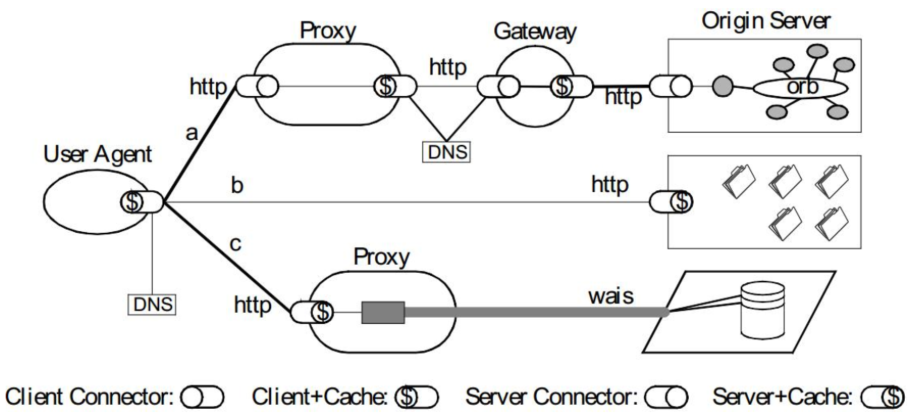 Proxy
Gateway
Origin Server
http
$
http
$
http
orb
a
DNS
User Agent
$
b
http
$
c
Proxy
DNS
http
$
wais
Client Connector:
Client+Cache: $
Server Connector:
Server+Cache: $